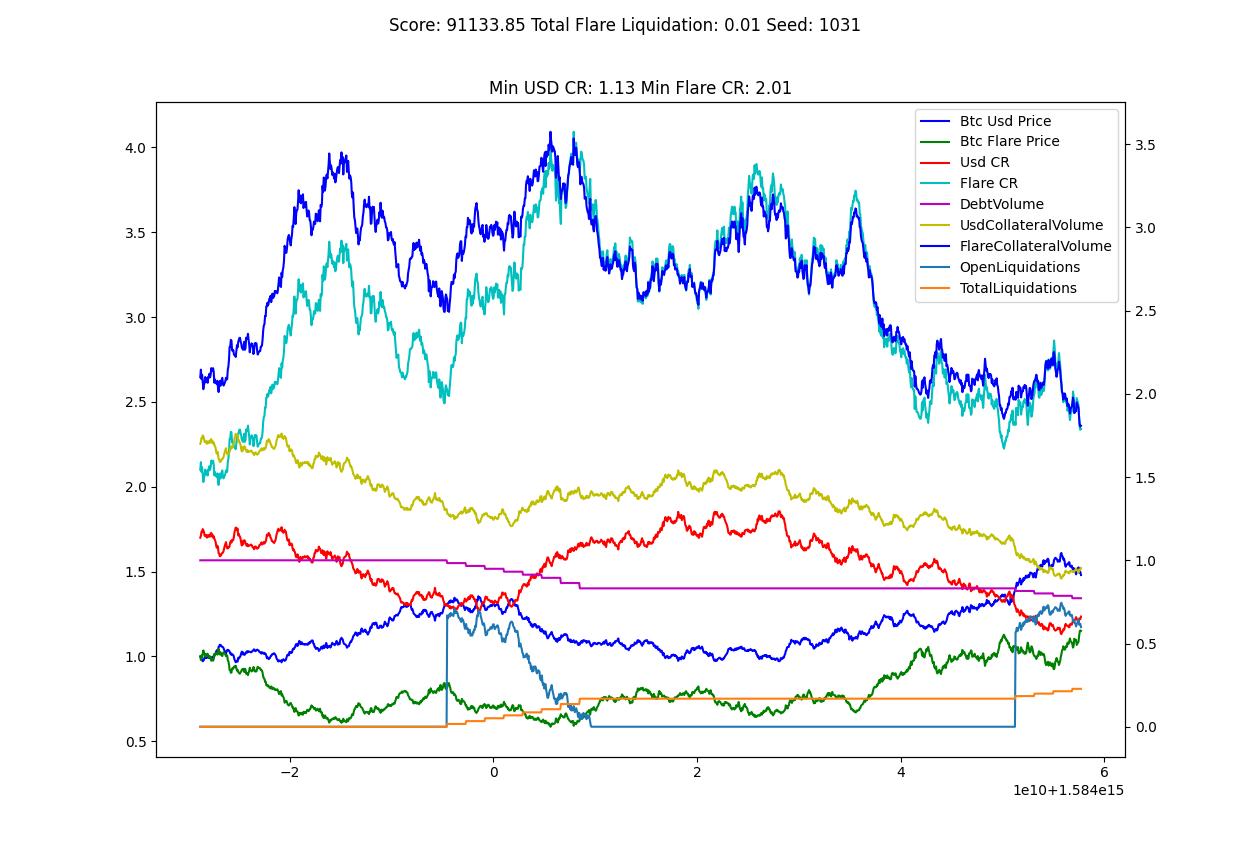 Score: 91133.85 Total Flare Liquidation: 0.01 Seed: 1031
Min USD CR: 1.13 Min Flare CR: 2.01
Btc Usd Price
Btc Flare Price
Usd CR
Flare CR
DebtVolume
UsdCollateralVolume
FlareCollateralVolume
OpenLiquidations
TotalLiquidations
4.0
3.5
3.0
2.5
2.0
1.5
1.0
0.5
3.5
3.0
2.5
2.0
1.5
1.0
0.5
0.0
−2
0
2
4
6
1e10+1.584e15